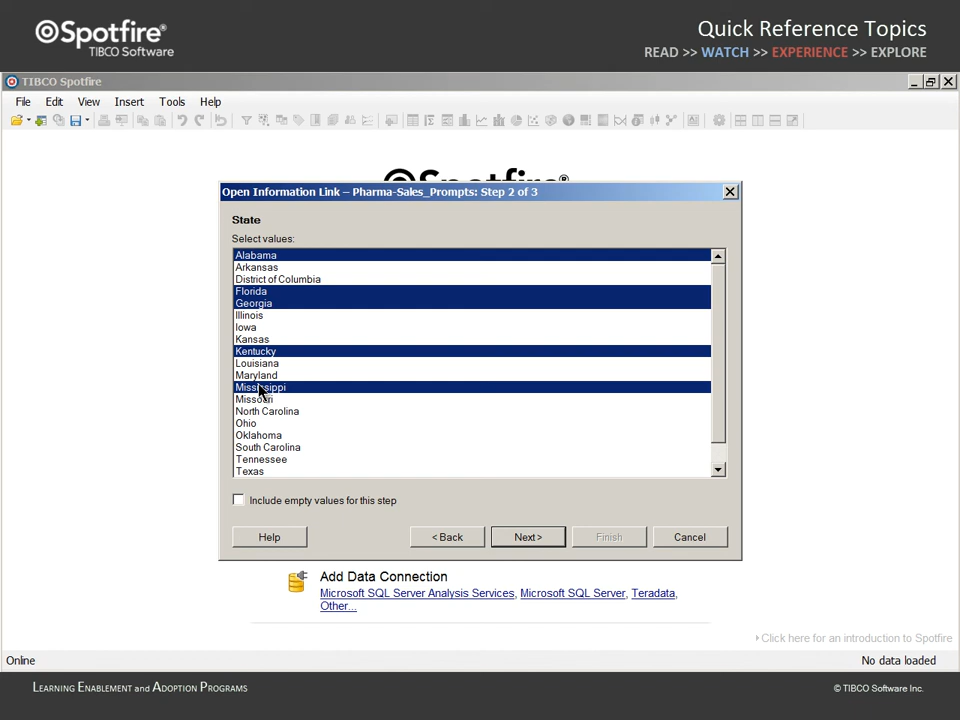 Spotfire®
TIBCO Software
Quick Reference Topics
READ >> WATCH >> EXPERIENCE >> EXPLORE
TIBCO Spotfire
File Edit View Insert Tools Help
Spotfire
Open Information Link – Pharma-Sales_Prompts: Step 2 of 3
State
Select values:
Alabama
Arkansas
District of Columbia
Florida
Georgia
Illinois
Iowa
Kansas
Kentucky
Louisiana
Maryland
Mississippi
Missouri
North Carolina
Ohio
Oklahoma
South Carolina
Tennessee
Texas
Include empty values for this step
Help < Back Next > Finish Cancel
Add Data Connection
Microsoft SQL Server Analysis Services, Microsoft SQL Server, Teradata,
Other...
Click here for an introduction to Spotfire
Online No data loaded
LEARNING ENABLEMENT AND ADOPTION PROGRAMS
© TIBCO Software Inc.